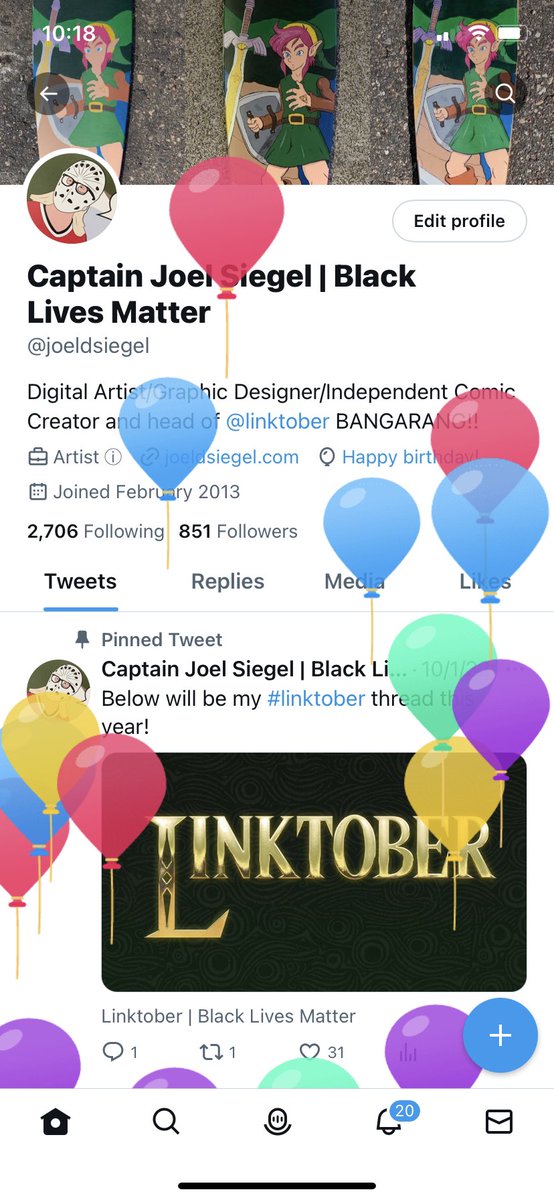 10:18
Edit profile
Captain Joel Siegel | Black
Lives Matter
@joeldsiegel
Digital Artist/Graphic Designer/Independent Comic
Creator and head of @linktober BANGARANG!!
Artist joeldsiegel.com Happy birthday!
Joined February 2013
2,706 Following 851 Followers
Tweets Replies Media Likes
Pinned Tweet
Captain Joel Siegel | Black Li... · 10/1/2
Below will be my #linktober thread this
year!
LINKTOBER
Linktober | Black Lives Matter
1 1 31
20